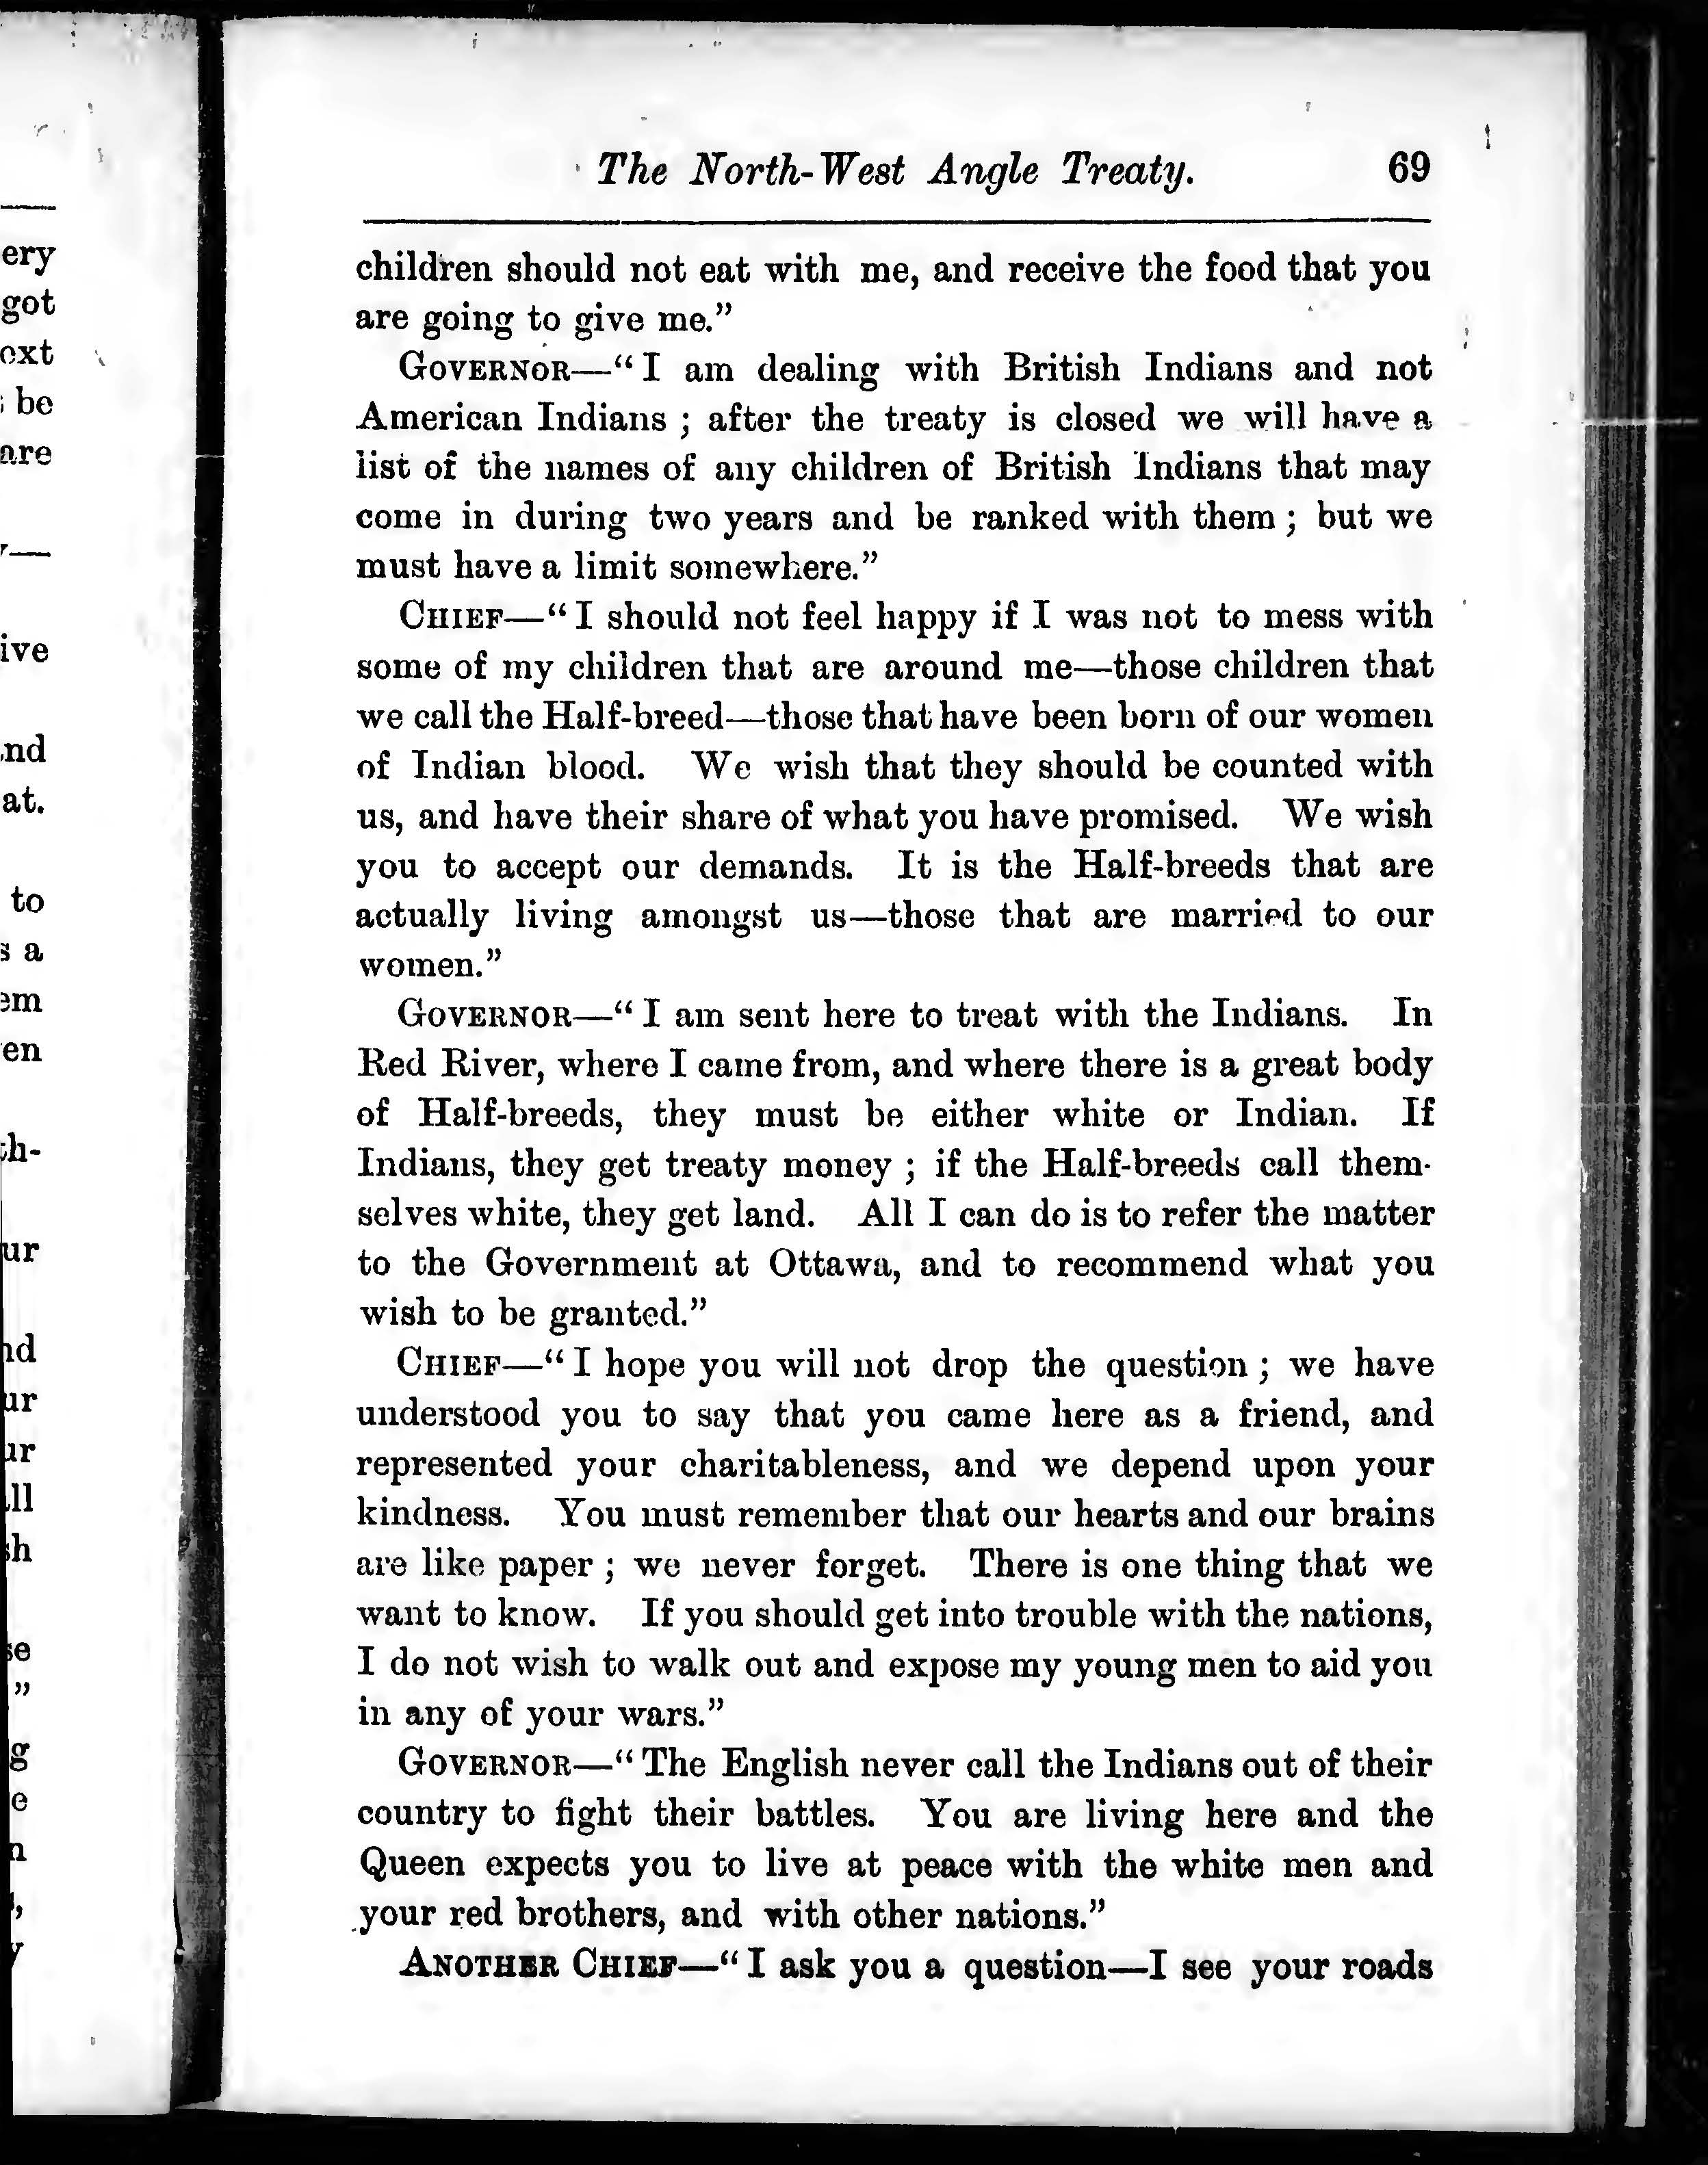 The North-West Angle Treaty. 69
children should not eat with me, and receive the food that you
are going to give me.”
GOVERNOR—“ I am dealing with British Indians and not
American Indians ; after the treaty is closed we will have a
list of the names of any children of British Indians that may
come in during two years and be ranked with them ; but we
must have a limit somewhere.”
CHIEF—“ I should not feel happy if I was not to mess with
some of my children that are around me—those children that
we call the Half-breed—those that have been born of our women
of Indian blood. We wish that they should be counted with
us, and have their share of what you have promised. We wish
you to accept our demands. It is the Half-breeds that are
actually living amongst us—those that are married to our
women.”
GOVERNOR—“ I am sent here to treat with the Indians. In
Red River, where I came from, and where there is a great body
of Half-breeds, they must be either white or Indian. If
Indians, they get treaty money ; if the Half-breeds call them-
selves white, they get land. All I can do is to refer the matter
to the Government at Ottawa, and to recommend what you
wish to be granted.”
CHIEF—“ I hope you will not drop the question ; we have
understood you to say that you came here as a friend, and
represented your charitableness, and we depend upon your
kindness. You must remember that our hearts and our brains
are like paper ; we never forget. There is one thing that we
want to know. If you should get into trouble with the nations,
I do not wish to walk out and expose my young men to aid you
in any of your wars.”
GOVERNOR—“ The English never call the Indians out of their
country to fight their battles. You are living here and the
Queen expects you to live at peace with the white men and
your red brothers, and with other nations.”
ANOTHER CHIEF—“ I ask you a question—I see your roads